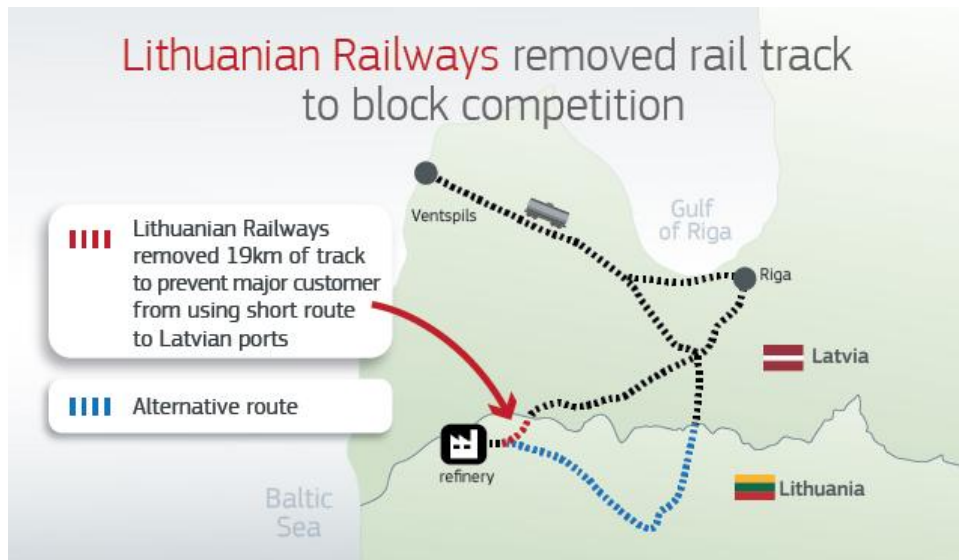 Lithuanian Railways removed rail track
to block competition
Ventspils
Gulf
of Riga
Riga
Lithuanian Railways
removed 19km of track
to prevent major customer
from using short route
to Latvian ports
Latvia
Alternative route
refinery
Lithuania
Baltic
Sea